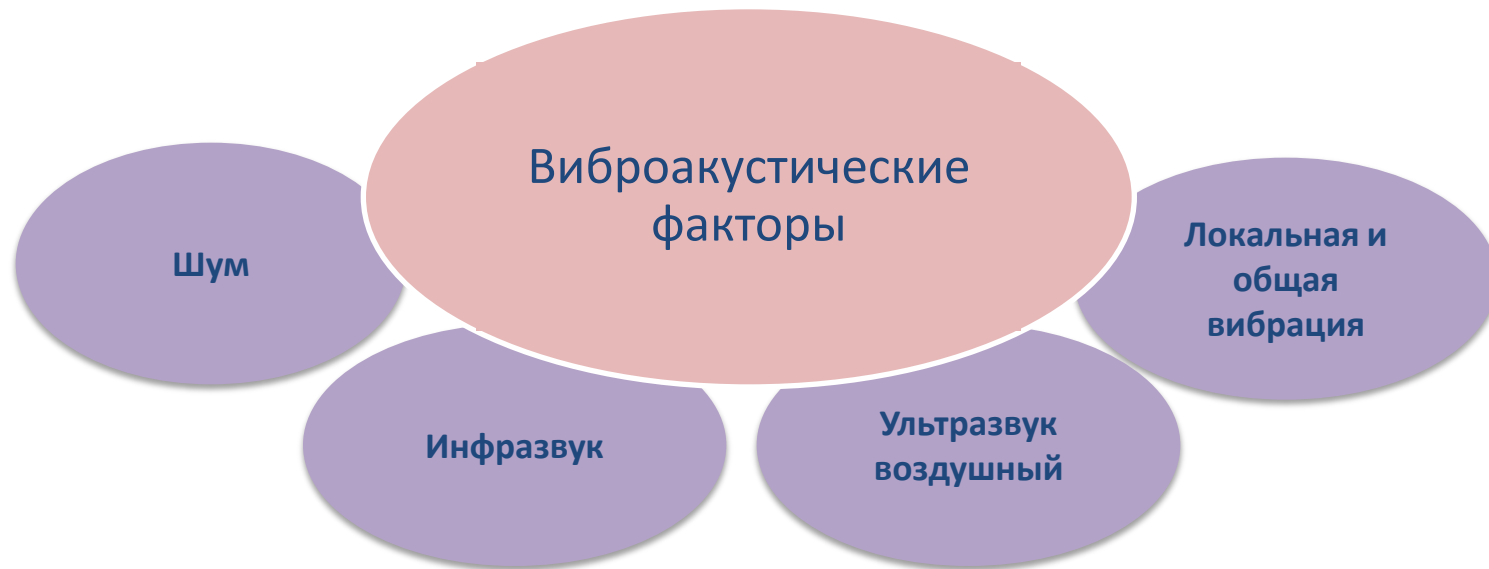 Виброакустические
факторы
Шум
Локальная и
общая
вибрация
Инфразвук
Ультразвук
воздушный